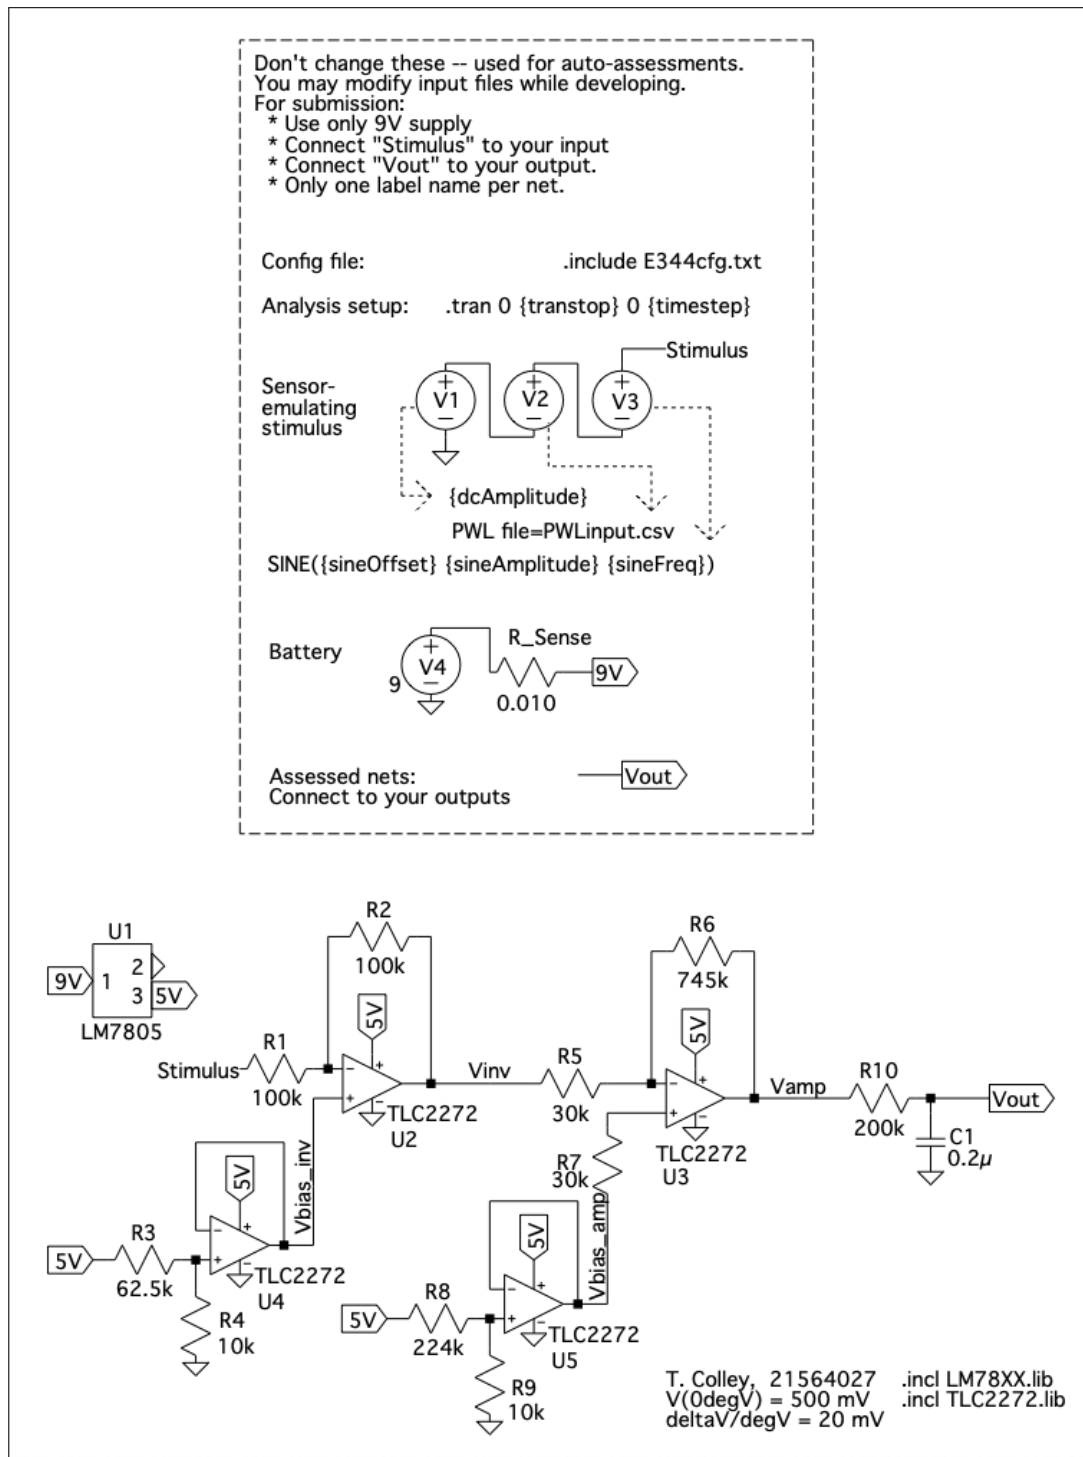 Don't change these -- used for auto-assessments.
You may modify input files while developing.
For submission:
* Use only 9V supply
* Connect "Stimulus" to your input
* Connect "Vout" to your output.
* Only one label name per net.
Config file: .include E344cfg.txt
Analysis setup: .tran 0 {transtop} 0 {timestep}
Stimulus
Sensor-
emulating
stimulus
V1
V2
V3
{dcAmplitude}
PWL file=PWLinput.csv
SINE({sineOffset} {sineAmplitude} {sineFreq})
Battery
V4
9
R_Sense
0.010
9V
Assessed nets:
Connect to your outputs
Vout
U1
9V
1
2
3
5V
LM7805
R2
100k
5V
Stimulus
R1
100k
TLC2272
U2
Vinv
R5
30k
R6
745k
5V
TLC2272
U3
Vamp
R10
200k
Vout
C1
0.2µ
5V
R3
62.5k
5V
TLC2272
U4
R4
10k
Vbias_inv
R7
30k
Vbias_amp
5V
R8
224k
5V
TLC2272
U5
R9
10k
T. Colley, 21564027 .incl LM78XX.lib
V(0degV) = 500 mV .incl TLC2272.lib
deltaV/degV = 20 mV